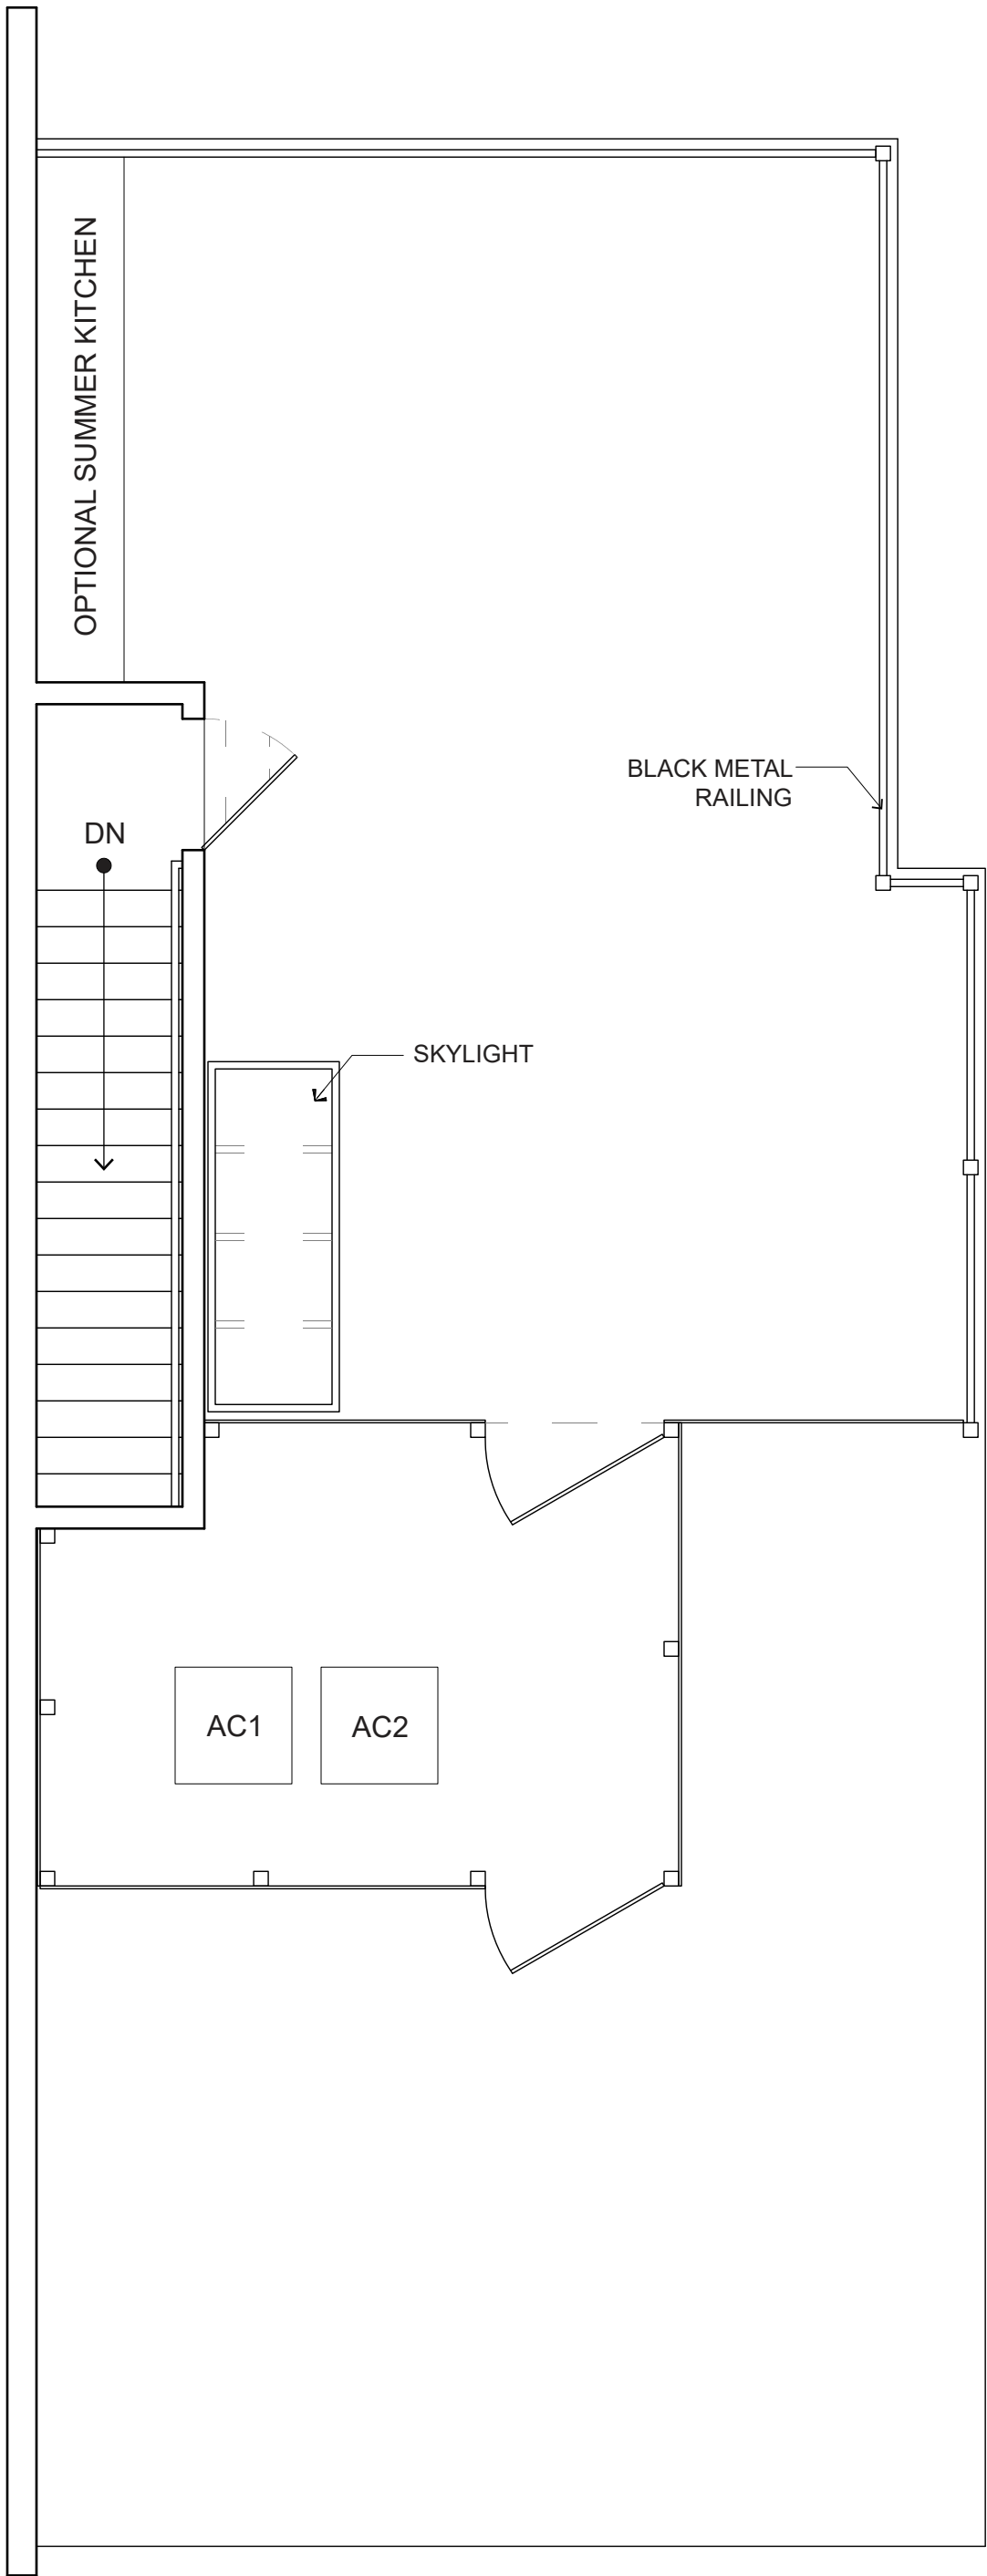 OPTIONAL SUMMER KITCHEN
BLACK METAL
RAILING
DN
SKYLIGHT
AC1
AC2